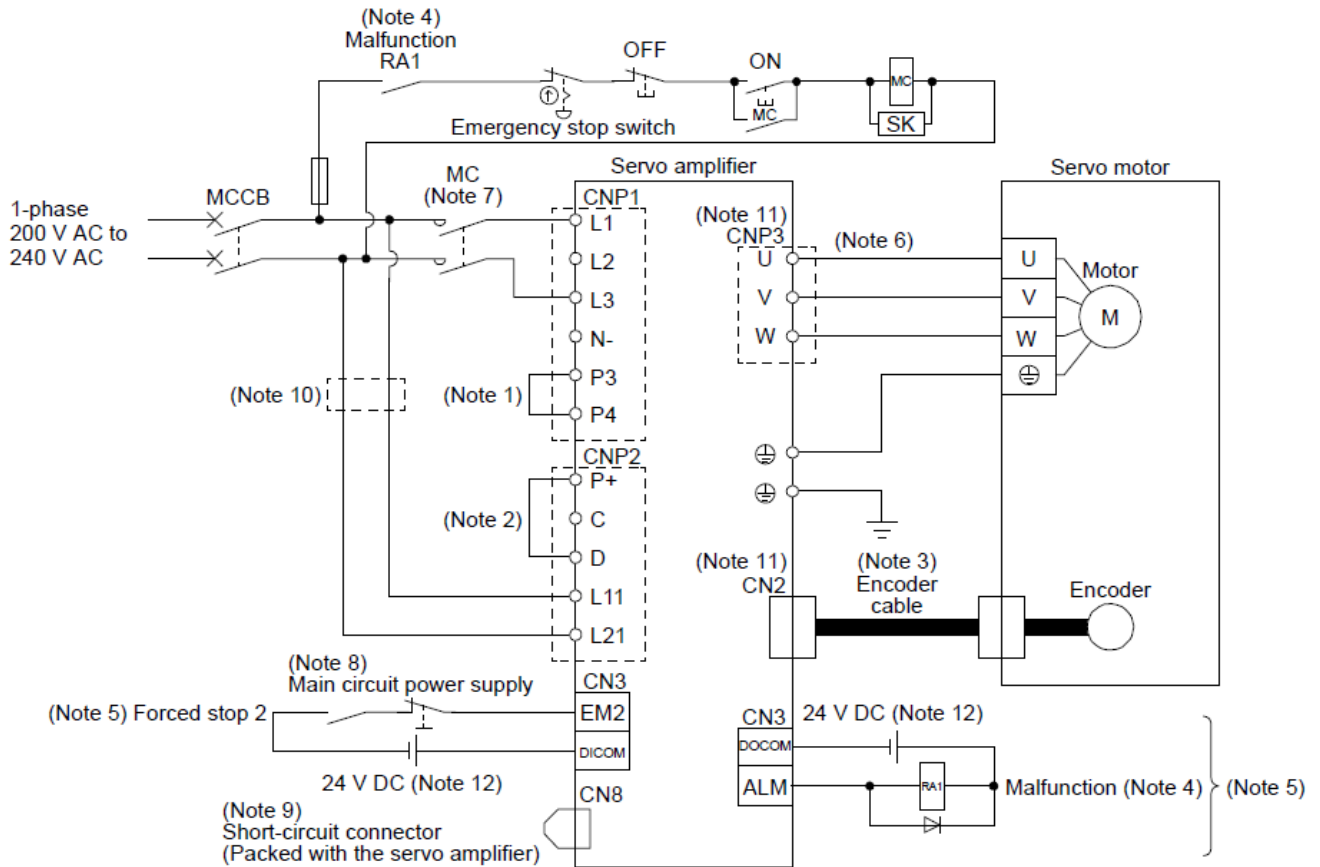 (Note 4)
Malfunction
RA1
OFF
ON
MC
MC
SK
Emergency stop switch
MCCB
MC
(Note 7)
1-phase
200 V AC to
240 V AC
Servo amplifier
Servo motor
CNP1
L1
L2
L3
N-
P3
P4
(Note 1)
(Note 10)
(Note 11)
CNP3
U
V
W
(Note 6)
U
V
W
Motor
M
CNP2
P+
C
D
L11
L21
(Note 2)
(Note 11)
CN2
(Note 3)
Encoder
cable
Encoder
(Note 8)
Main circuit power supply
(Note 5) Forced stop 2
CN3
EM2
DICOM
24 V DC (Note 12)
CN3
DOCOM
ALM
24 V DC (Note 12)
RA1
Malfunction (Note 4)
(Note 5)
CN8
(Note 9)
Short-circuit connector
(Packed with the servo amplifier)